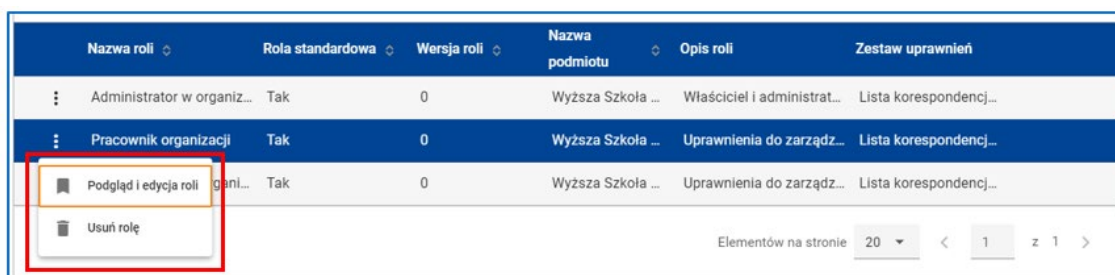 Nazwa roli Rola standardowa Wersja roli Nazwa podmiotu Opis roli Zestaw uprawnień
Administrator w organiz... Tak 0 Wyższa Szkoła ... Właściciel i administrat... Lista korespondencj...
Pracownik organizacji Tak 0 Wyższa Szkoła ... Uprawnienia do zarządz... Lista korespondencj...
Podgląd i edycja roli gani... Tak 0 Wyższa Szkoła ... Uprawnienia do zarządz... Lista korespondencj...
Usuń rolę
Elementów na stronie 20 1 z 1